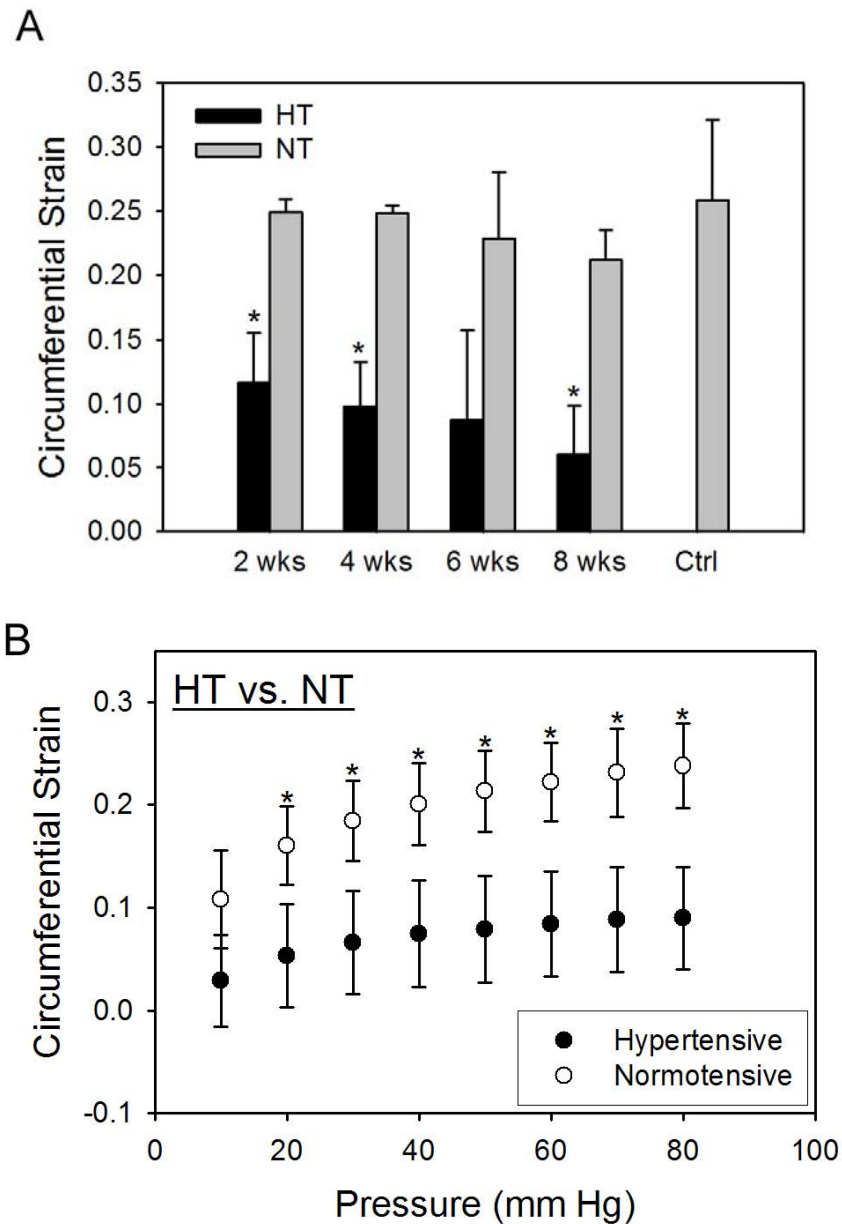 A
Circumferential Strain
0.35
0.30
0.25
0.20
0.15
0.10
0.05
0.00
HT
NT
*
*
*
2 wks 4 wks 6 wks 8 wks Ctrl
B
Circumferential Strain
0.3
0.2
0.1
0.0
-0.1
HT vs. NT
* * * * * * *
Hypertensive
Normotensive
0 20 40 60 80 100
Pressure (mm Hg)